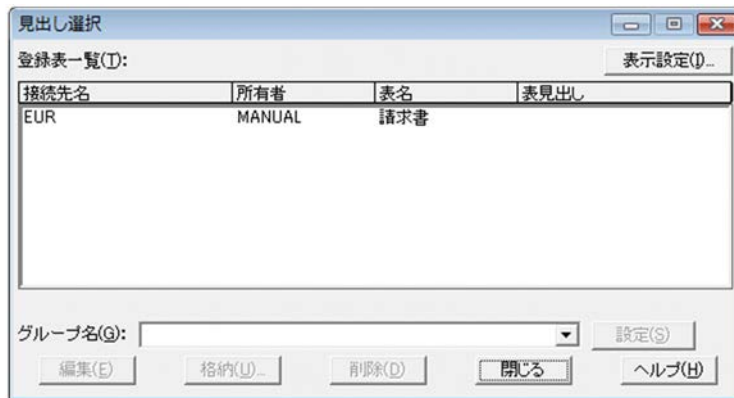 見出し選択
登録表一覧(T):
表示設定(I)...
接続先名 所有者 表名 表見出し
EUR MANUAL 請求書
グループ名(G):
設定(S)
編集(E) 格納(U)... 削除(D) 閉じる ヘルプ(H)